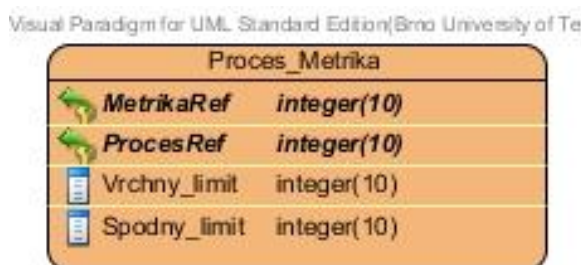 Visual Paradigm for UML Standard Edition(Brno University of Te
Proces_Metrika
MetrikaRef integer(10)
ProcesRef integer(10)
Vrchny_limit integer(10)
Spodny_limit integer(10)